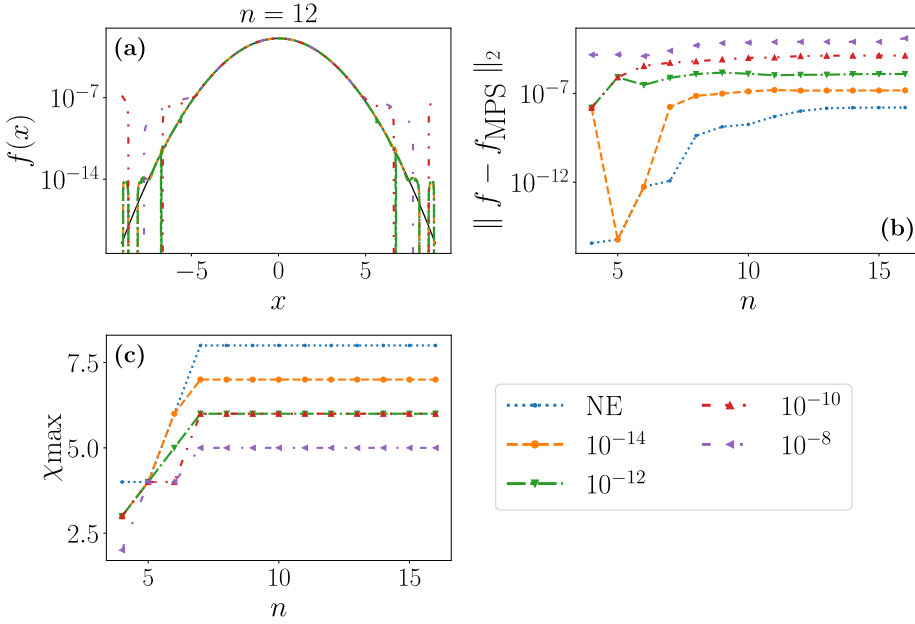 n = 12
(a)
10⁻⁷
10⁻¹⁴
f(x)
−5
0
5
x
‖ f − f_MPS ‖₂
10⁻⁷
10⁻¹²
(b)
5
10
15
n
(c)
7.5
5.0
2.5
χmax
5
10
15
n
NE
10⁻¹⁴
10⁻¹²
10⁻¹⁰
10⁻⁸